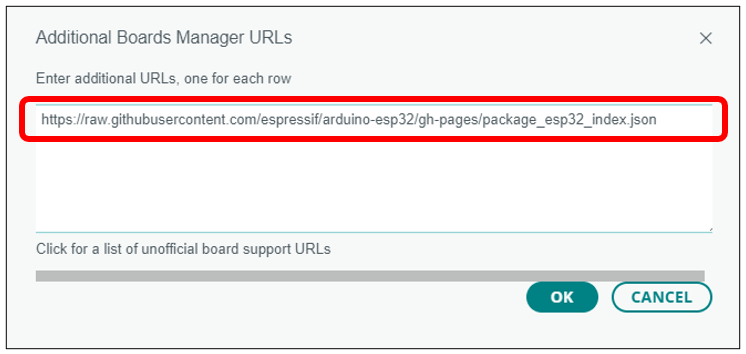 Additional Boards Manager URLs
Enter additional URLs, one for each row
https://raw.githubusercontent.com/espressif/arduino-esp32/gh-pages/package_esp32_index.json
Click for a list of unofficial board support URLs
OK
CANCEL